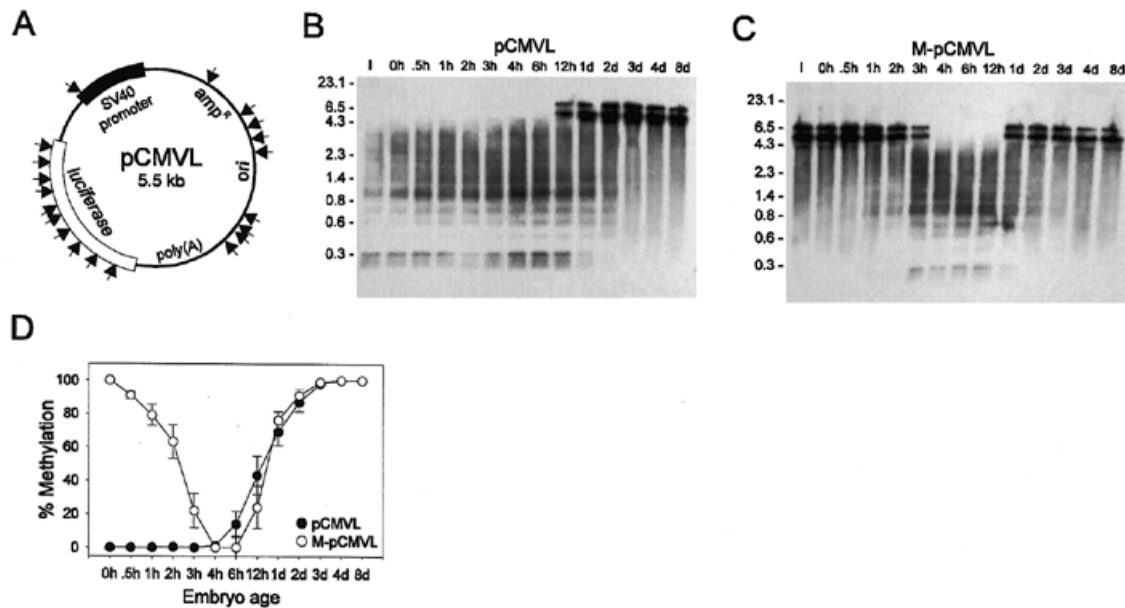 A
SV40
promoter
ampR
ori
pCMVL
5.5 kb
luciferase
poly(A)
B
pCMVL
I 0h .5h 1h 2h 3h 4h 6h 12h 1d 2d 3d 4d 8d
23.1 -
6.5 -
4.3 -
2.3 -
1.4 -
0.8 -
0.6 -
0.3 -
C
M-pCMVL
I 0h .5h 1h 2h 3h 4h 6h 12h 1d 2d 3d 4d 8d
23.1 -
6.5 -
4.3 -
2.3 -
1.4 -
0.8 -
0.6 -
0.3 -
D
% Methylation
100
80
60
40
20
0
pCMVL
M-pCMVL
0h .5h 1h 2h 3h 4h 6h 12h 1d 2d 3d 4d 8d
Embryo age